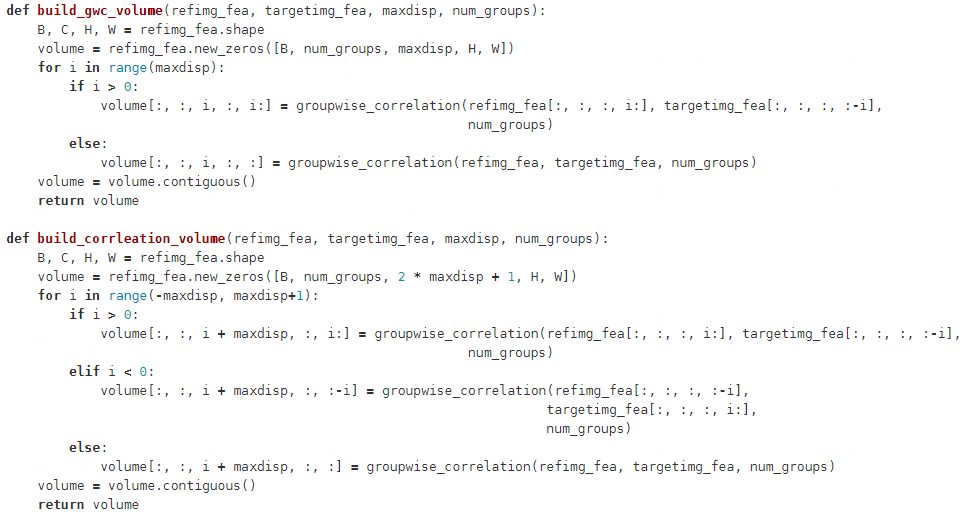 def build_gwc_volume(refimg_fea, targetimg_fea, maxdisp, num_groups):
    B, C, H, W = refimg_fea.shape
    volume = refimg_fea.new_zeros([B, num_groups, maxdisp, H, W])
    for i in range(maxdisp):
        if i > 0:
            volume[:, :, i, :, i:] = groupwise_correlation(refimg_fea[:, :, :, i:], targetimg_fea[:, :, :, :-i],
                                                           num_groups)
        else:
            volume[:, :, i, :, :] = groupwise_correlation(refimg_fea, targetimg_fea, num_groups)
    volume = volume.contiguous()
    return volume

def build_corrleation_volume(refimg_fea, targetimg_fea, maxdisp, num_groups):
    B, C, H, W = refimg_fea.shape
    volume = refimg_fea.new_zeros([B, num_groups, 2 * maxdisp + 1, H, W])
    for i in range(-maxdisp, maxdisp+1):
        if i > 0:
            volume[:, :, i + maxdisp, :, i:] = groupwise_correlation(refimg_fea[:, :, :, i:], targetimg_fea[:, :, :, :-i],
                                                           num_groups)
        elif i < 0:
            volume[:, :, i + maxdisp, :, :-i] = groupwise_correlation(refimg_fea[:, :, :, :-i],
                                                                     targetimg_fea[:, :, :, i:],
                                                                     num_groups)
        else:
            volume[:, :, i + maxdisp, :, :] = groupwise_correlation(refimg_fea, targetimg_fea, num_groups)
    volume = volume.contiguous()
    return volume